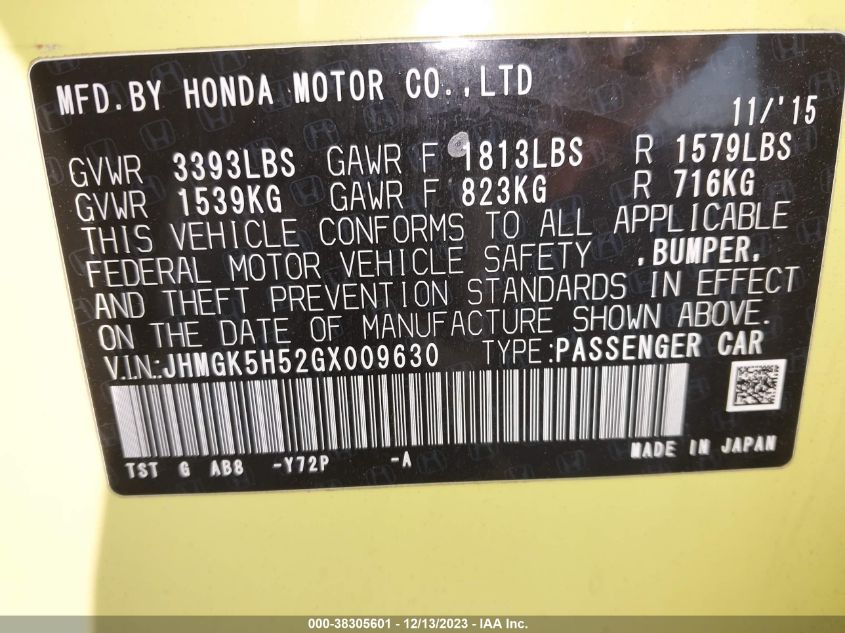 MFD.BY HONDA MOTOR CO.,LTD
11/'15
GVWR 3393LBS GAWR F 1813LBS R 1579LBS
GVWR 1539KG GAWR F 823KG R 716KG
THIS VEHICLE CONFORMS TO ALL APPLICABLE
FEDERAL MOTOR VEHICLE SAFETY ,BUMPER,
AND THEFT PREVENTION STANDARDS IN EFFECT
ON THE DATE OF MANUFACTURE SHOWN ABOVE.
V.I.N.:JHMGK5H52GX009630 TYPE:PASSENGER CAR
TST G AB8 -Y72P -A
MADE IN JAPAN
000-38305601 - 12/13/2023 - IAA Inc.